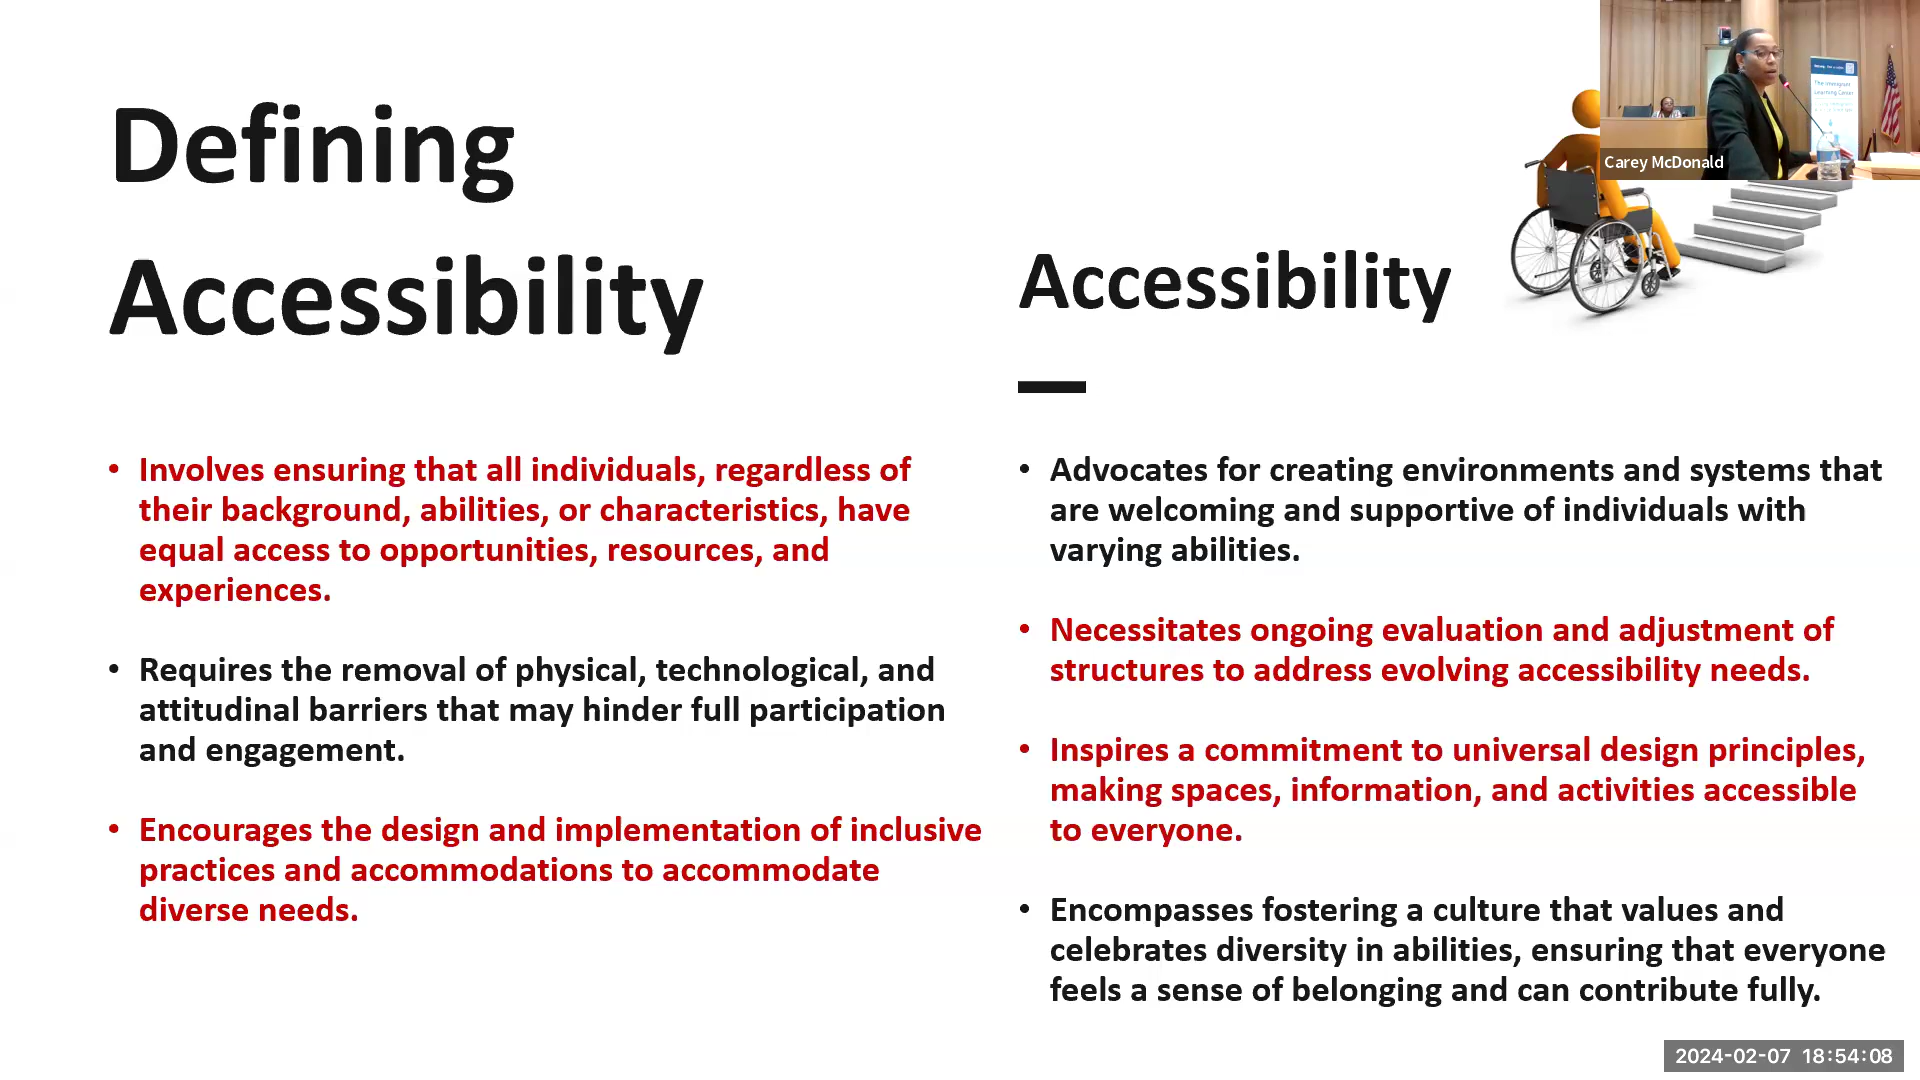 Defining
Accessibility
• Involves ensuring that all individuals, regardless of
their background, abilities, or characteristics, have
equal access to opportunities, resources, and
experiences.
• Requires the removal of physical, technological, and
attitudinal barriers that may hinder full participation
and engagement.
• Encourages the design and implementation of inclusive
practices and accommodations to accommodate
diverse needs.
Accessibility
• Advocates for creating environments and systems that
are welcoming and supportive of individuals with
varying abilities.
• Necessitates ongoing evaluation and adjustment of
structures to address evolving accessibility needs.
• Inspires a commitment to universal design principles,
making spaces, information, and activities accessible
to everyone.
• Encompasses fostering a culture that values and
celebrates diversity in abilities, ensuring that everyone
feels a sense of belonging and can contribute fully.
The Immigrant
Learning Center
Carey McDonald
2024-02-07 18:54:08